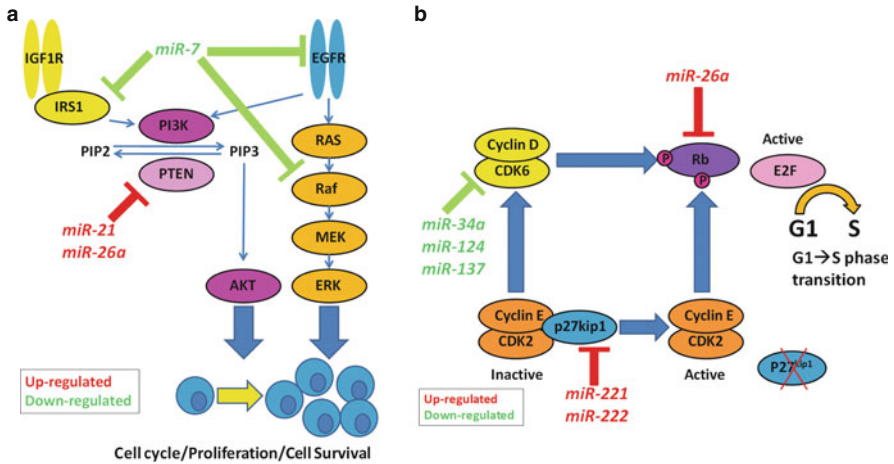 a
IGF1R
miR-7
EGFR
IRS1
PI3K
RAS
PIP2
PIP3
PTEN
Raf
miR-21
miR-26a
MEK
AKT
ERK
Up-regulated
Down-regulated
Cell cycle/Proliferation/Cell Survival
b
miR-26a
Cyclin D
CDK6
Active
P
Rb
P
E2F
miR-34a
miR-124
miR-137
G1 S
G1→S phase
transition
Cyclin E
CDK2
p27kip1
Cyclin E
CDK2
Inactive
Active
P27kip1
Up-regulated
Down-regulated
miR-221
miR-222